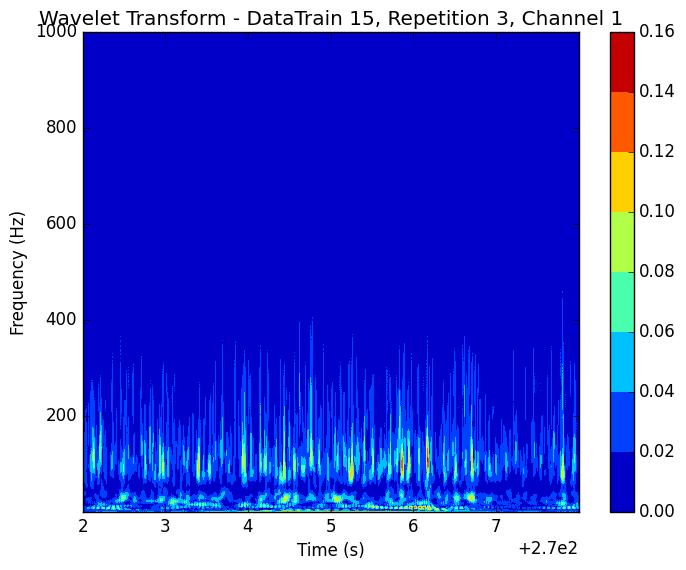 Wavelet Transform - DataTrain 15, Repetition 3, Channel 1
1000
800
600
400
200
Frequency (Hz)
2 3 4 5 6 7
Time (s)
+2.7e2
0.16
0.14
0.12
0.10
0.08
0.06
0.04
0.02
0.00